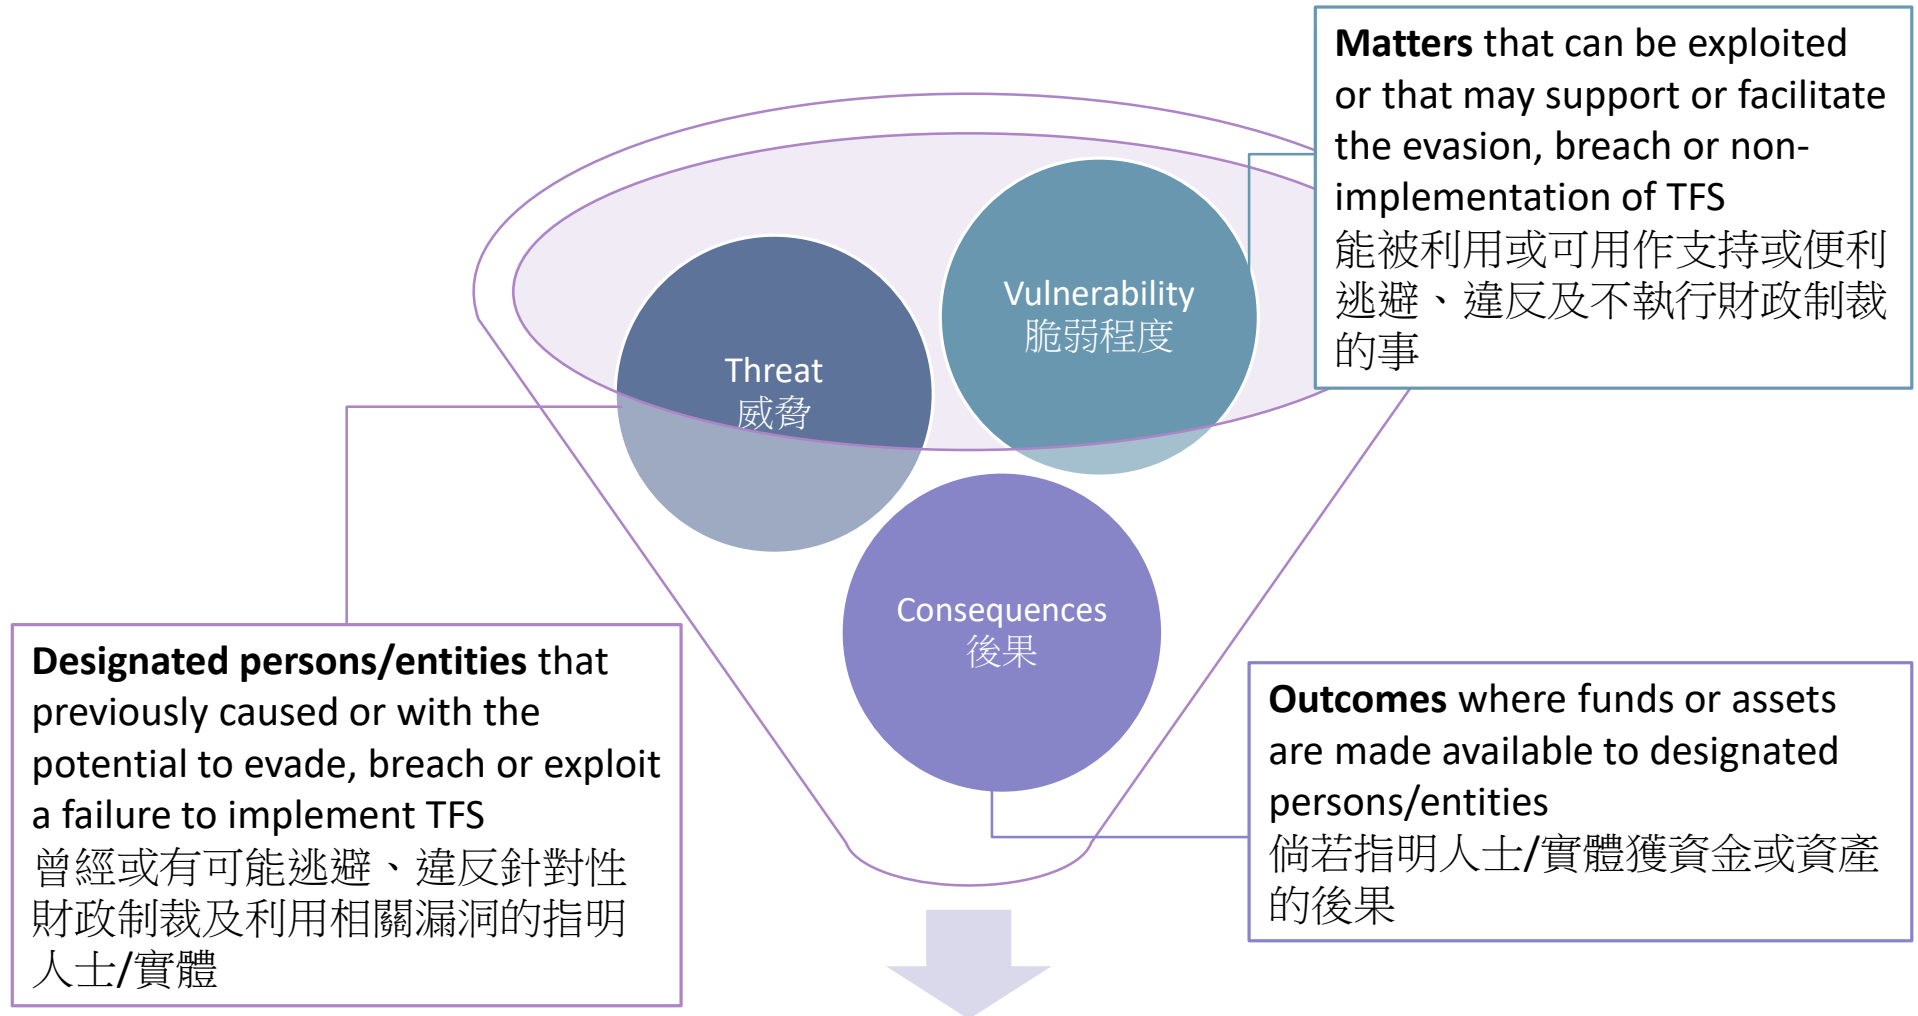 Matters that can be exploited
or that may support or facilitate
the evasion, breach or non-
implementation of TFS
能被利用或可用作支持或便利
逃避、違反及不執行財政制裁
的事
Vulnerability
脆弱程度
Threat
威脅
Consequences
後果
Designated persons/entities that
previously caused or with the
potential to evade, breach or exploit
a failure to implement TFS
曾經或有可能逃避、違反針對性
財政制裁及利用相關漏洞的指明
人士/實體
Outcomes where funds or assets
are made available to designated
persons/entities
倘若指明人士/實體獲資金或資產
的後果